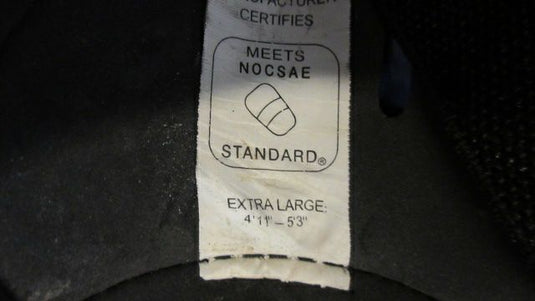 CERTIFIES
MEETS
NOCSAE
STANDARD®
EXTRA LARGE:
4'11" – 5'3"